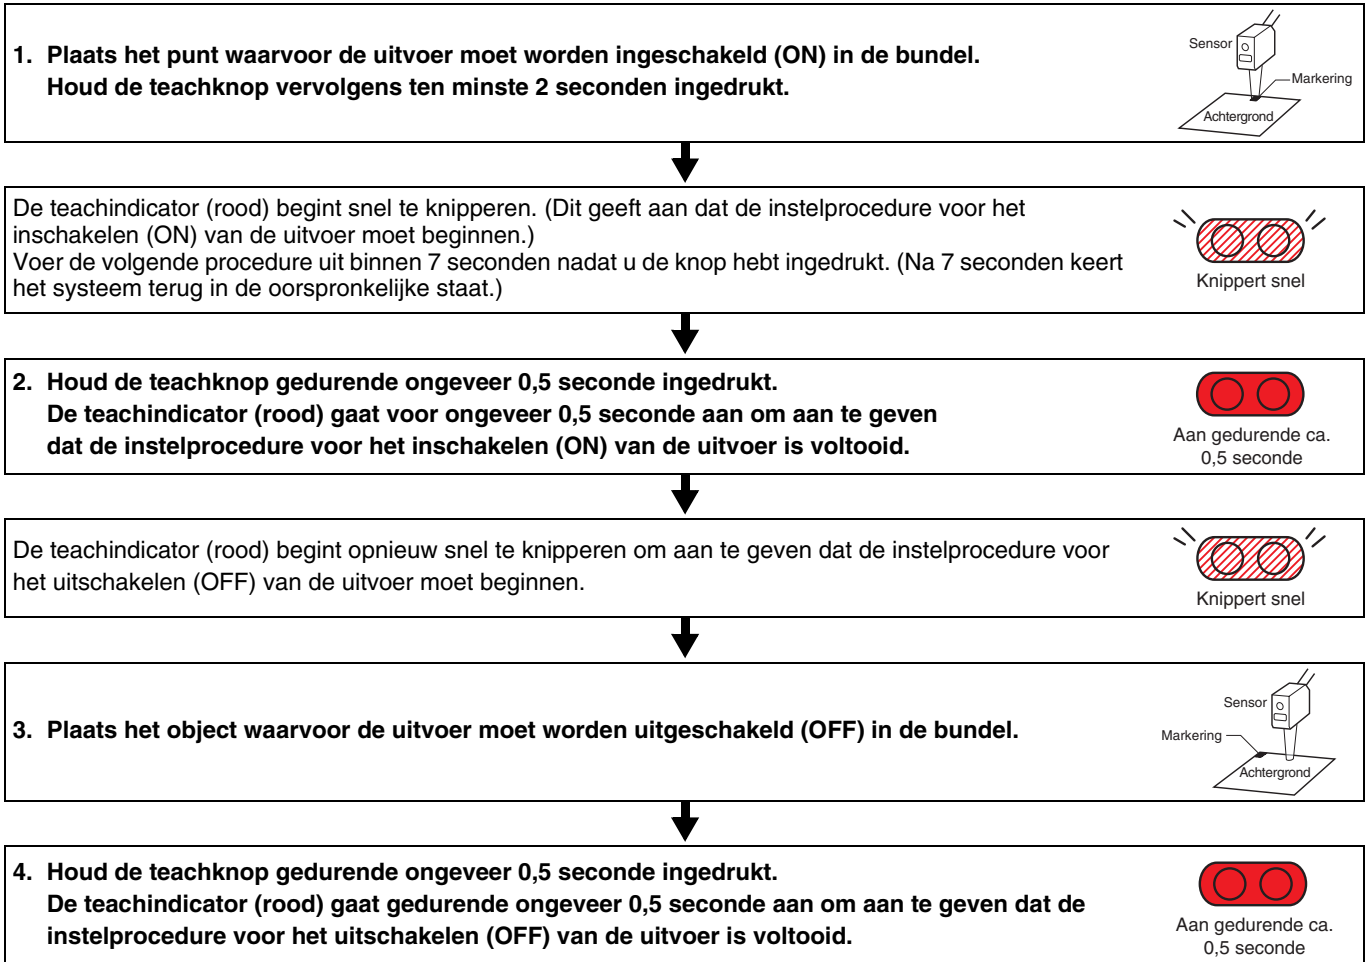 1. Plaats het punt waarvoor de uitvoer moet worden ingeschakeld (ON) in de bundel.
Houd de teachknop vervolgens ten minste 2 seconden ingedrukt.
Sensor
Markering
Achtergrond
De teachindicator (rood) begint snel te knipperen. (Dit geeft aan dat de instelprocedure voor het
inschakelen (ON) van de uitvoer moet beginnen.)
Voer de volgende procedure uit binnen 7 seconden nadat u de knop hebt ingedrukt. (Na 7 seconden keert
het systeem terug in de oorspronkelijke staat.)
Knippert snel
2. Houd de teachknop gedurende ongeveer 0,5 seconde ingedrukt.
De teachindicator (rood) gaat voor ongeveer 0,5 seconde aan om aan te geven
dat de instelprocedure voor het inschakelen (ON) van de uitvoer is voltooid.
Aan gedurende ca.
0,5 seconde
De teachindicator (rood) begint opnieuw snel te knipperen om aan te geven dat de instelprocedure voor
het uitschakelen (OFF) van de uitvoer moet beginnen.
Knippert snel
3. Plaats het object waarvoor de uitvoer moet worden uitgeschakeld (OFF) in de bundel.
Sensor
Markering
Achtergrond
4. Houd de teachknop gedurende ongeveer 0,5 seconde ingedrukt.
De teachindicator (rood) gaat gedurende ongeveer 0,5 seconde aan om aan te geven dat de
instelprocedure voor het uitschakelen (OFF) van de uitvoer is voltooid.
Aan gedurende ca.
0,5 seconde